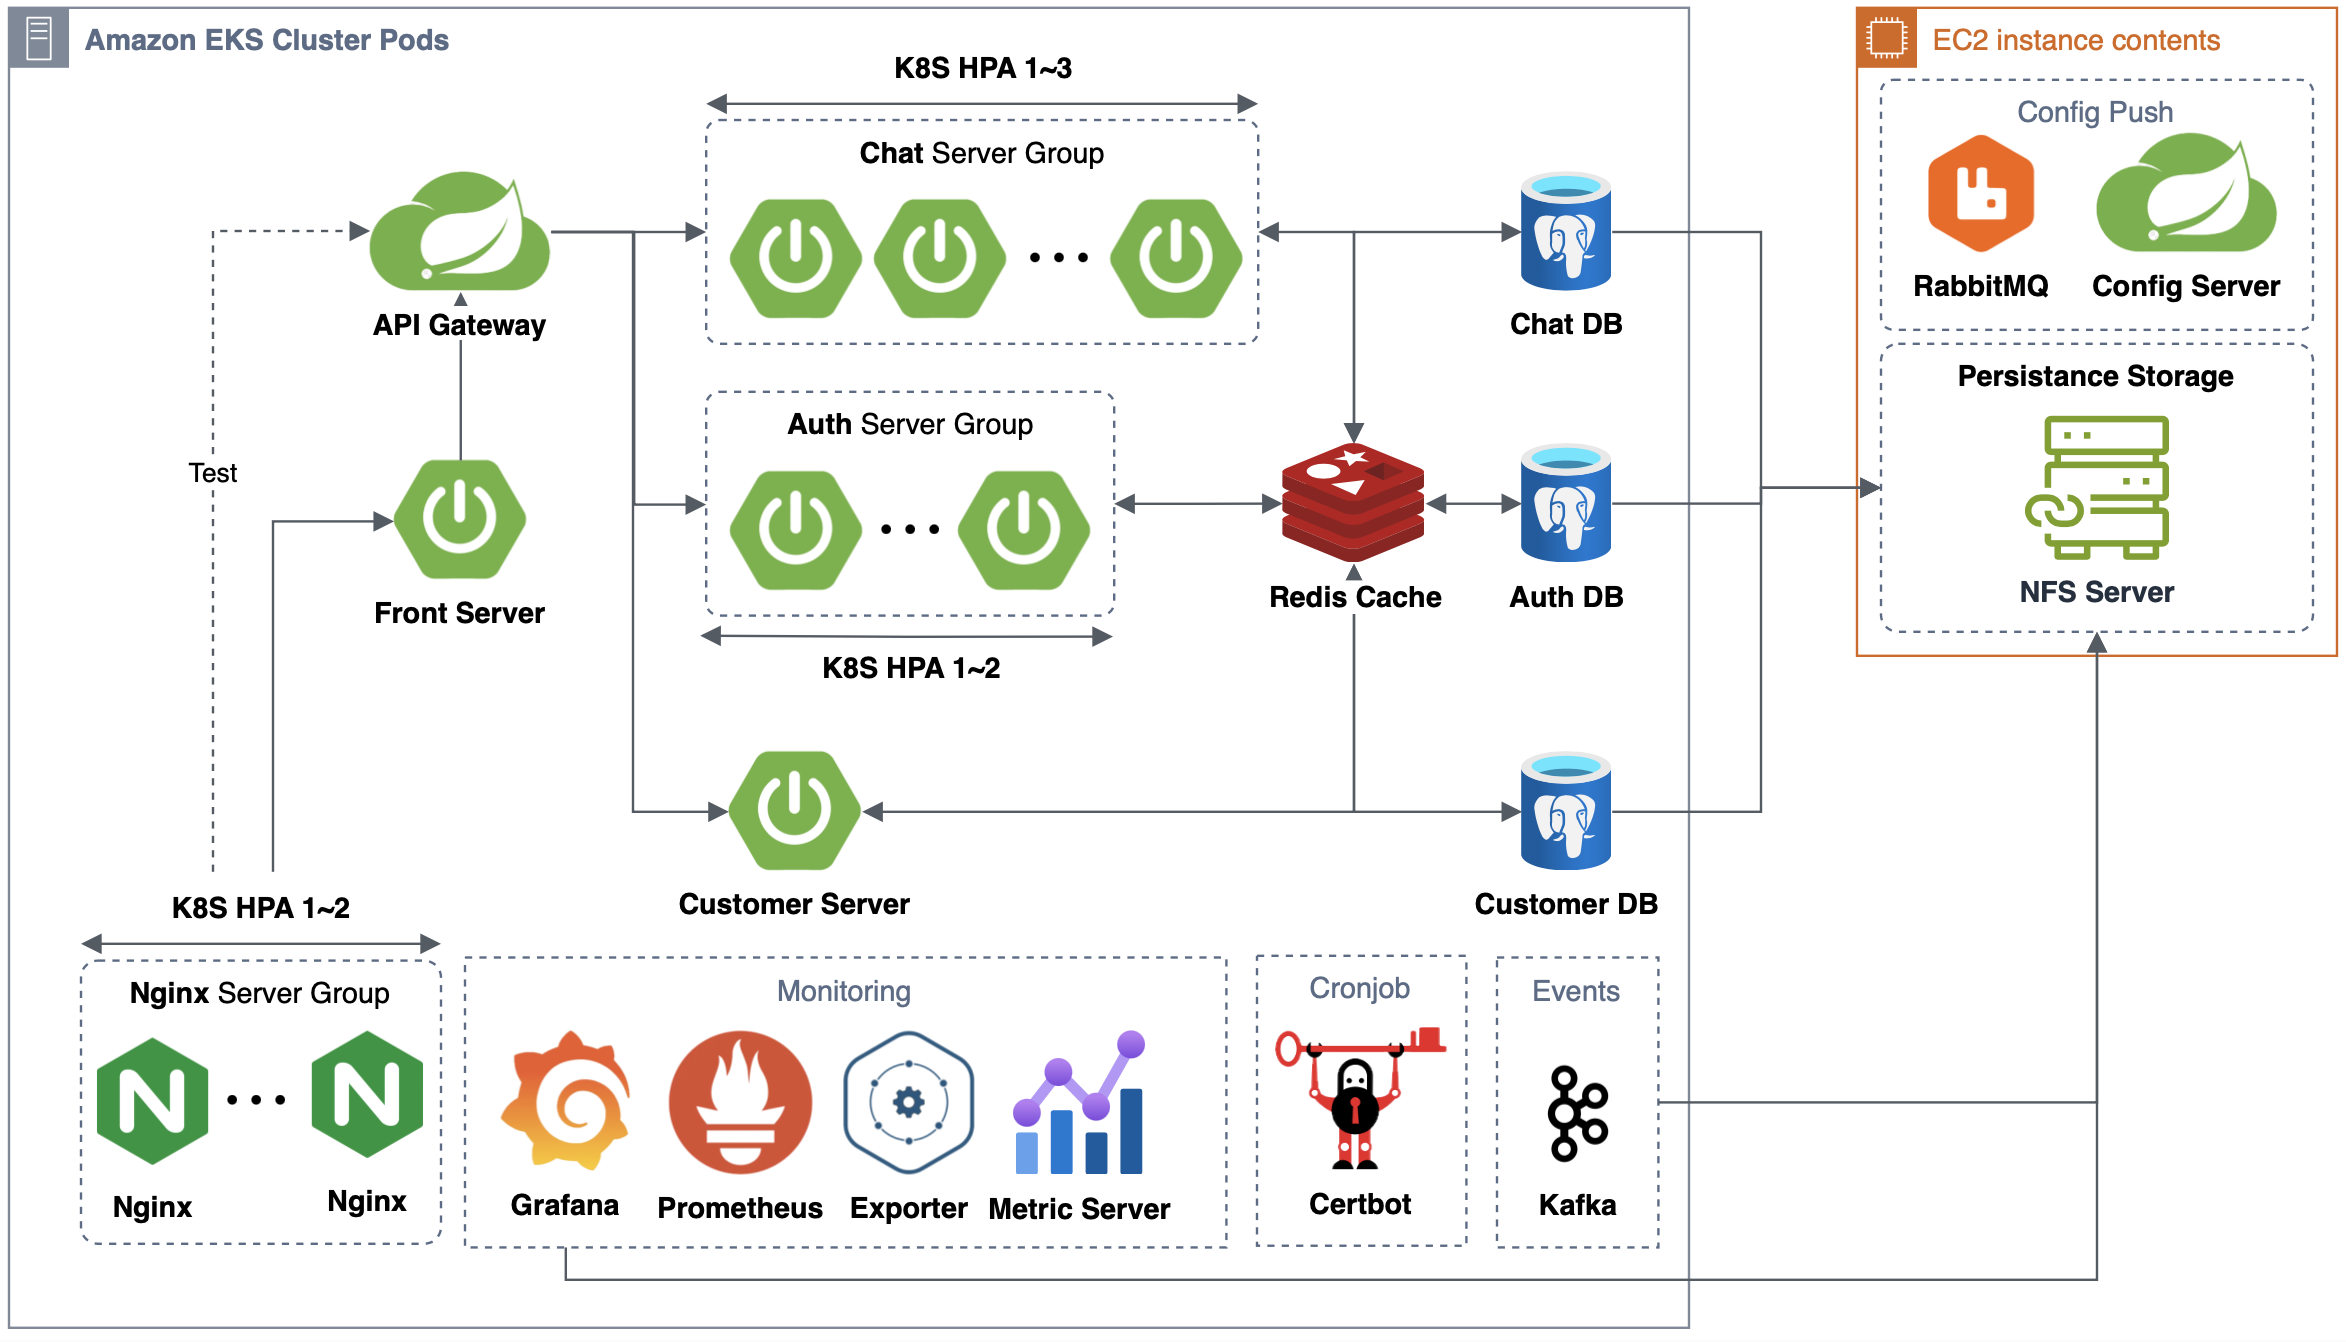 Amazon EKS Cluster Pods
EC2 instance contents
K8S HPA 1~3
Config Push
Chat Server Group
RabbitMQ
Config Server
API Gateway
Chat DB
Persistance Storage
Auth Server Group
Test
NFS Server
Front Server
Redis Cache
Auth DB
K8S HPA 1~2
Customer Server
Customer DB
K8S HPA 1~2
Nginx Server Group
Monitoring
Cronjob
Events
Nginx
Nginx
Grafana
Prometheus
Exporter
Metric Server
Certbot
Kafka